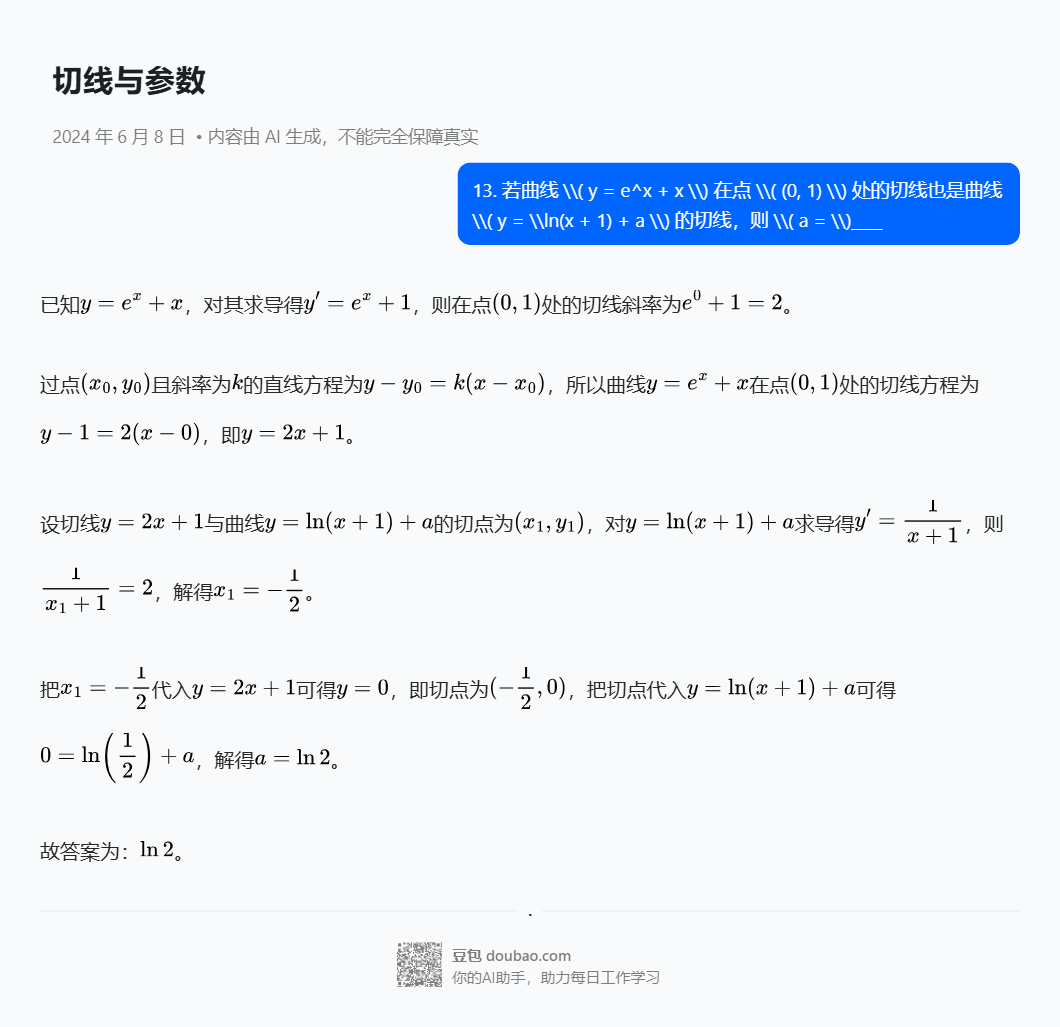 切线与参数
2024 年 6 月 8 日 • 内容由 AI 生成，不能完全保障真实
13. 若曲线 \\( y = e^x + x \\) 在点 \\( (0, 1) \\) 处的切线也是曲线
\\( y = \\ln(x + 1) + a \\) 的切线，则 \\( a = \\)____
已知$y = e^x + x$，对其求导得$y' = e^x + 1$，则在点$(0, 1)$处的切线斜率为$e^0 + 1 = 2$。
过点$(x_0, y_0)$且斜率为$k$的直线方程为$y - y_0 = k(x - x_0)$，所以曲线$y = e^x + x$在点$(0, 1)$处的切线方程为
$y - 1 = 2(x - 0)$，即$y = 2x + 1$。
设切线$y = 2x + 1$与曲线$y = \ln(x + 1) + a$的切点为$(x_1, y_1)$，对$y = \ln(x + 1) + a$求导得$y' = \frac{1}{x + 1}$，则
$\frac{1}{x_1 + 1} = 2$，解得$x_1 = -\frac{1}{2}$。
把$x_1 = -\frac{1}{2}$代入$y = 2x + 1$可得$y = 0$，即切点为$(-\frac{1}{2}, 0)$，把切点代入$y = \ln(x + 1) + a$可得
$0 = \ln\left(\frac{1}{2}\right) + a$，解得$a = \ln 2$。
故答案为：$\ln 2$。
.
豆包 doubao.com
你的AI助手，助力每日工作学习